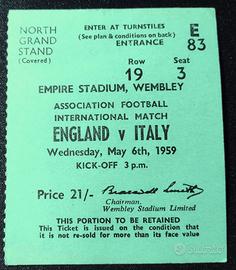 NORTH
GRAND
STAND
(Covered)
ENTER AT TURNSTILES
(See plan & conditions on back)
ENTRANCE
E
83
Row
19
Seat
3
EMPIRE STADIUM, WEMBLEY
ASSOCIATION FOOTBALL
INTERNATIONAL MATCH
ENGLAND v ITALY
Wednesday, May 6th, 1959
KICK-OFF 3 p.m.
Price 21/-
Chairman,
Wembley Stadium Limited
THIS PORTION TO BE RETAINED
This Ticket is issued on the condition that
it is not re-sold for more than its face value